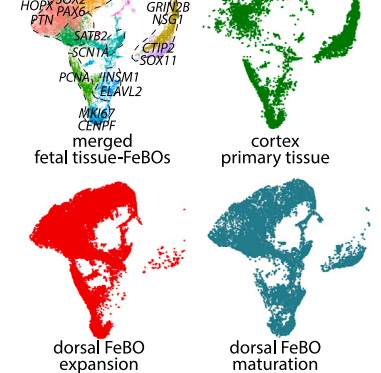 HOPX SOX2
PAX6
PTN
GRIN2B
NSG1
SATB2
SCN1A
CTIP2
SOX11
PCNA INSM1
ELAVL2
MKI67
CENPF
merged
fetal tissue-FeBOs
cortex
primary tissue
dorsal FeBO
expansion
dorsal FeBO
maturation